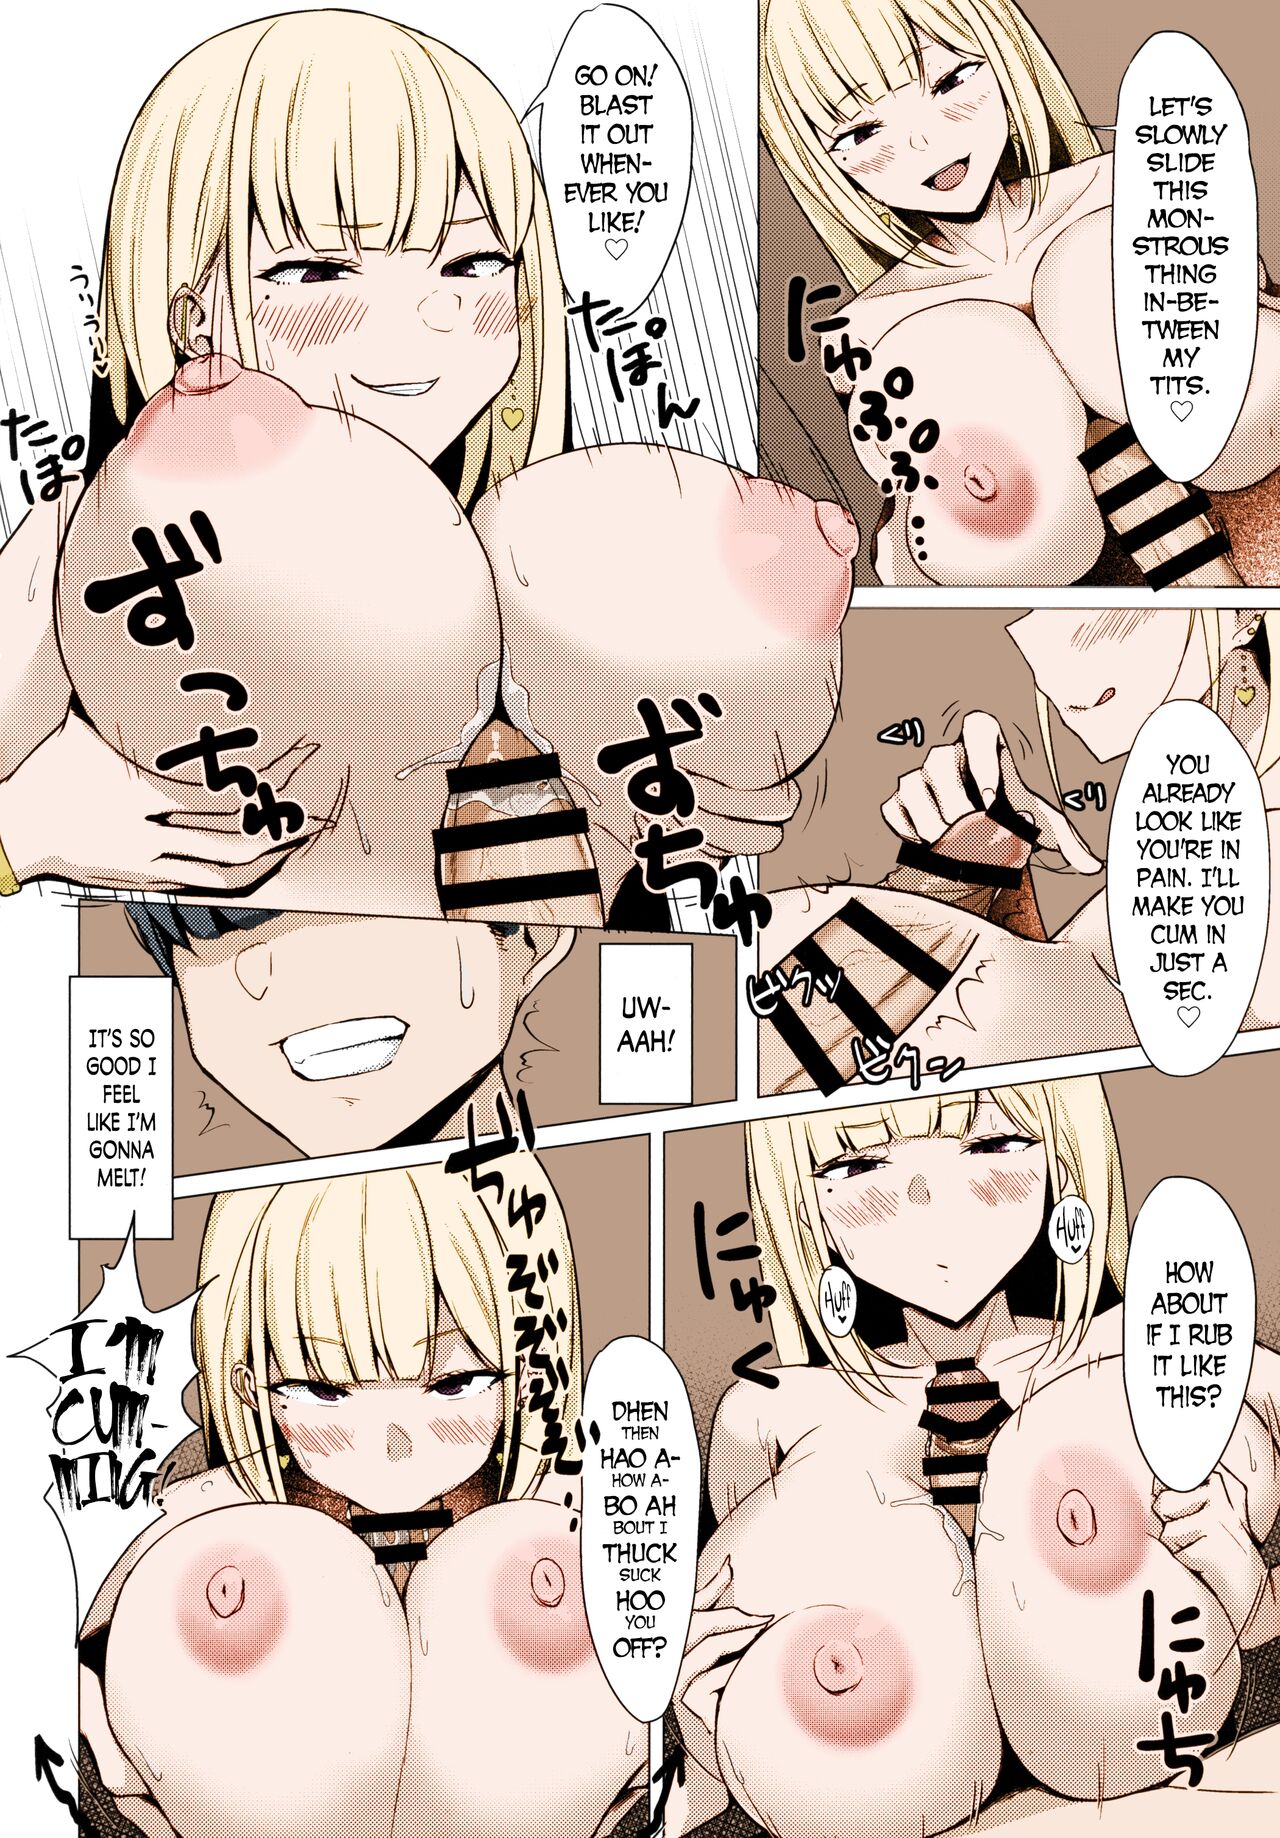 LET'S
SLOWLY
SLIDE
THIS
MON-
STROUS
THING
IN-BE-
TWEEN
MY
TITS.
♡
にゅ
ぷぷ…
GO ON!
BLAST
IT OUT
WHEN-
EVER YOU
LIKE!
♡
たぽん
うりうり♡
たぽ
ずっちゅ
ずちゅ
YOU
ALREADY
LOOK LIKE
YOU'RE IN
PAIN. I'LL
MAKE YOU
CUM IN
JUST A
SEC.
♡
くり
くり
ビクッ
ビクン
UW-
AAH!
IT'S SO
GOOD I
FEEL
LIKE I'M
GONNA
MELT!
HOW
ABOUT
IF I RUB
IT LIKE
THIS?
Huff
Huff
にゅく
にゅち
DHEN
THEN
HAO A-
HOW A-
BO AH
BOUT I
THUCK
SUCK
HOO
YOU
OFF?
ぢゅぞぞぞぞ…
I'M
CUM-
MING!